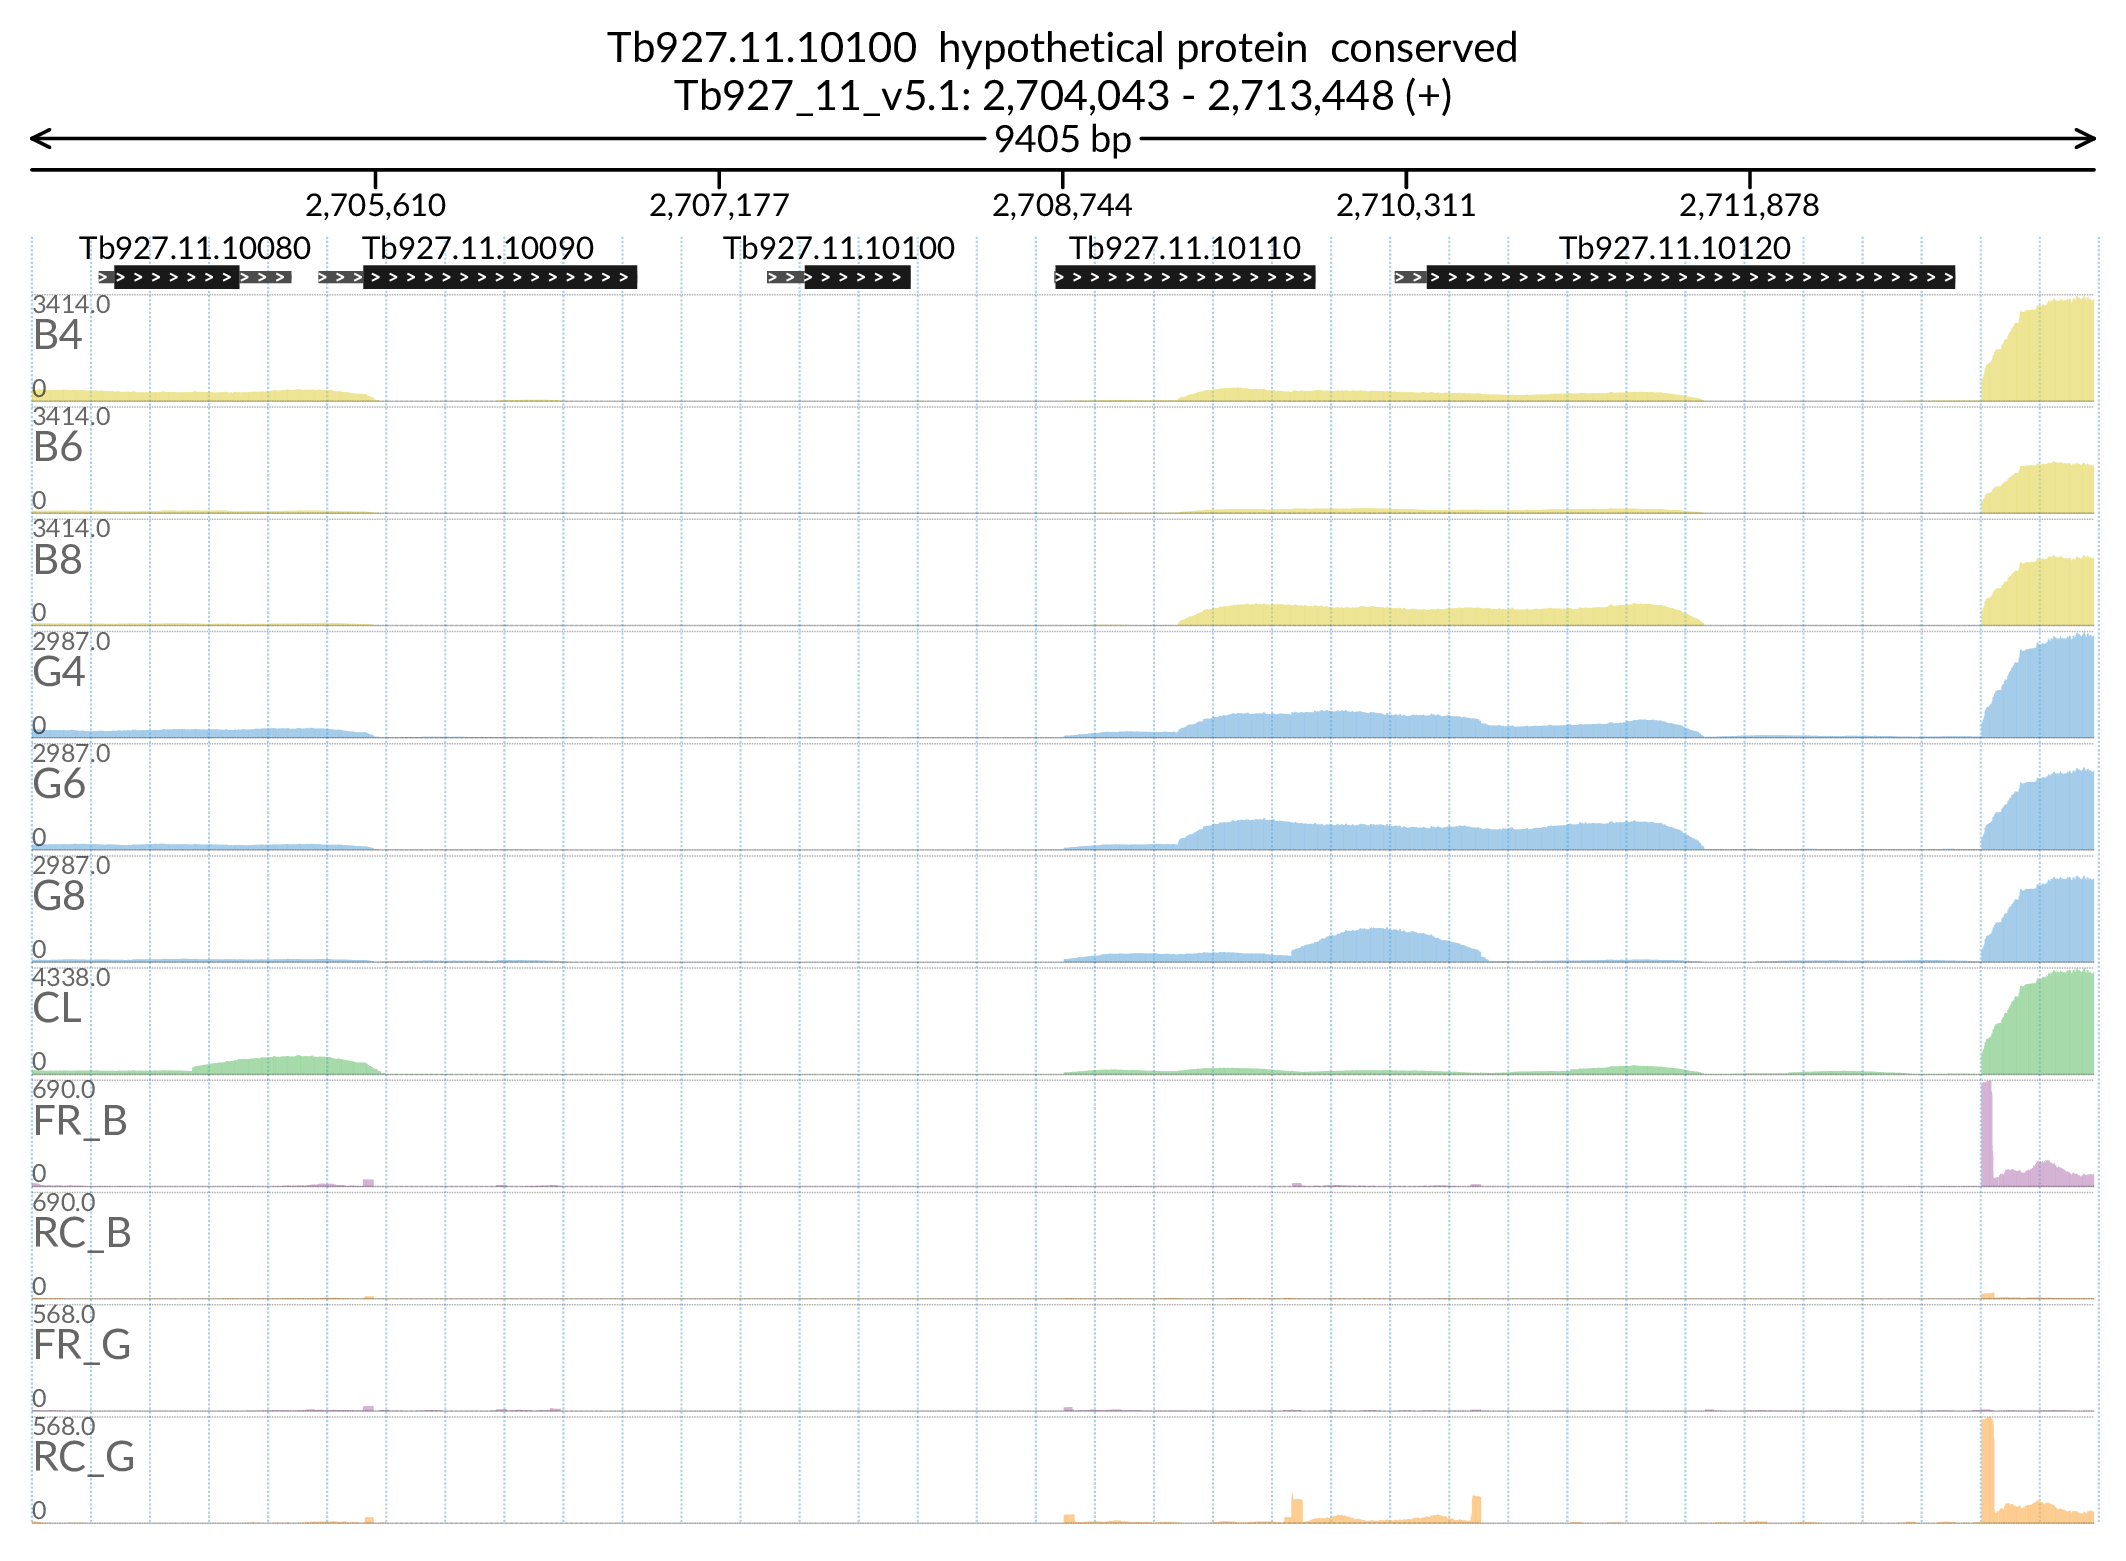 Tb927.11.10100 hypothetical protein conserved
Tb927_11_v5.1: 2,704,043 - 2,713,448 (+)
9405 bp
2,705,610 2,707,177 2,708,744 2,710,311 2,711,878
Tb927.11.10080 Tb927.11.10090 Tb927.11.10100 Tb927.11.10110 Tb927.11.10120
3414.0
B4
0
3414.0
B6
0
3414.0
B8
0
2987.0
G4
0
2987.0
G6
0
2987.0
G8
0
4338.0
CL
0
690.0
FR_B
0
690.0
RC_B
0
568.0
FR_G
0
568.0
RC_G
0